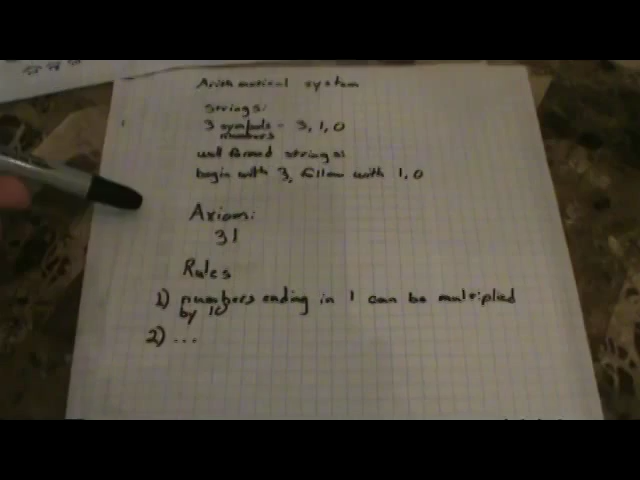 Arithmetical system
Strings:
3 symbols - 3, 1, 0
numbers
well formed strings:
begin with 3, follow with 1, 0
Axiom:
31
Rules
1) numbers ending in 1 can be multiplied
by 10
2) ...